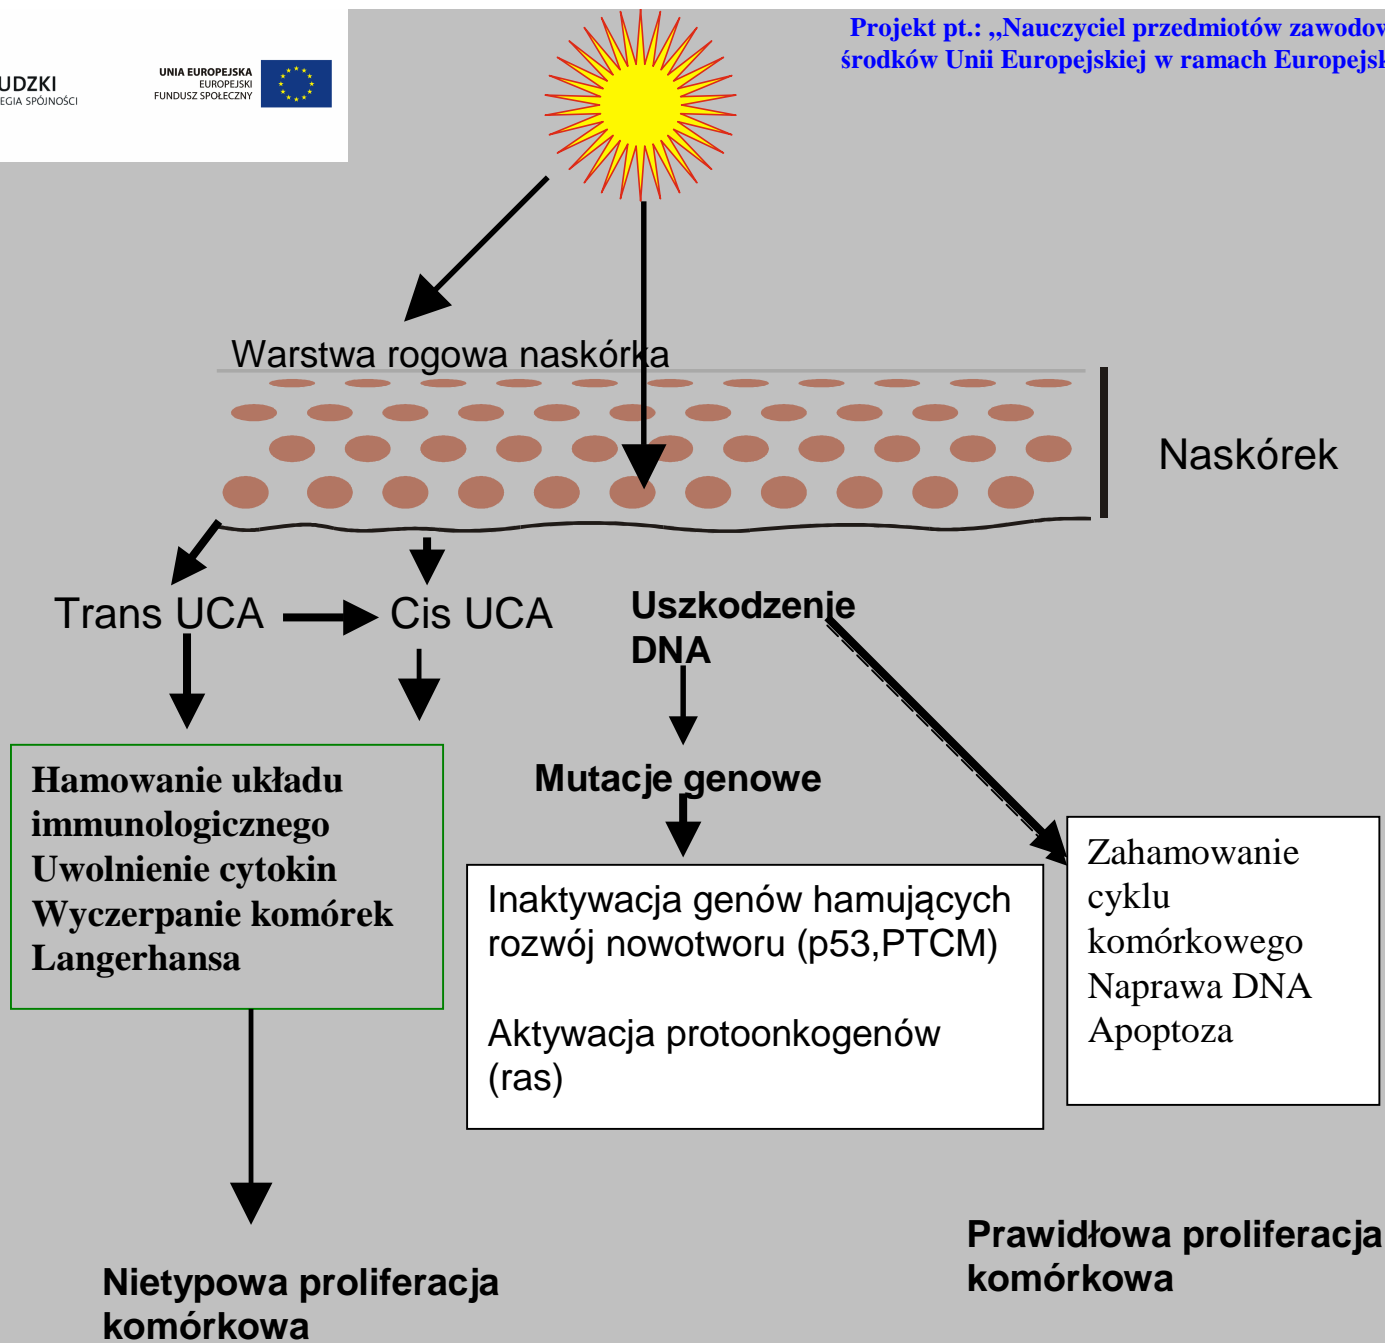 UDZKI
EGIA SPÓJNOŚCI
UNIA EUROPEJSKA
EUROPEJSKI
FUNDUSZ SPOŁECZNY
Projekt pt.: „Nauczyciel przedmiotów zawodow
środków Unii Europejskiej w ramach Europejsk
Warstwa rogowa naskórka
Naskórek
Trans UCA
Cis UCA
Uszkodzenie
DNA
Mutacje genowe
Hamowanie układu
immunologicznego
Uwolnienie cytokin
Wyczerpanie komórek
Langerhansa
Inaktywacja genów hamujących
rozwój nowotworu (p53,PTCM)
Aktywacja protoonkogenów
(ras)
Zahamowanie
cyklu
komórkowego
Naprawa DNA
Apoptoza
Nietypowa proliferacja
komórkowa
Prawidłowa proliferacja
komórkowa